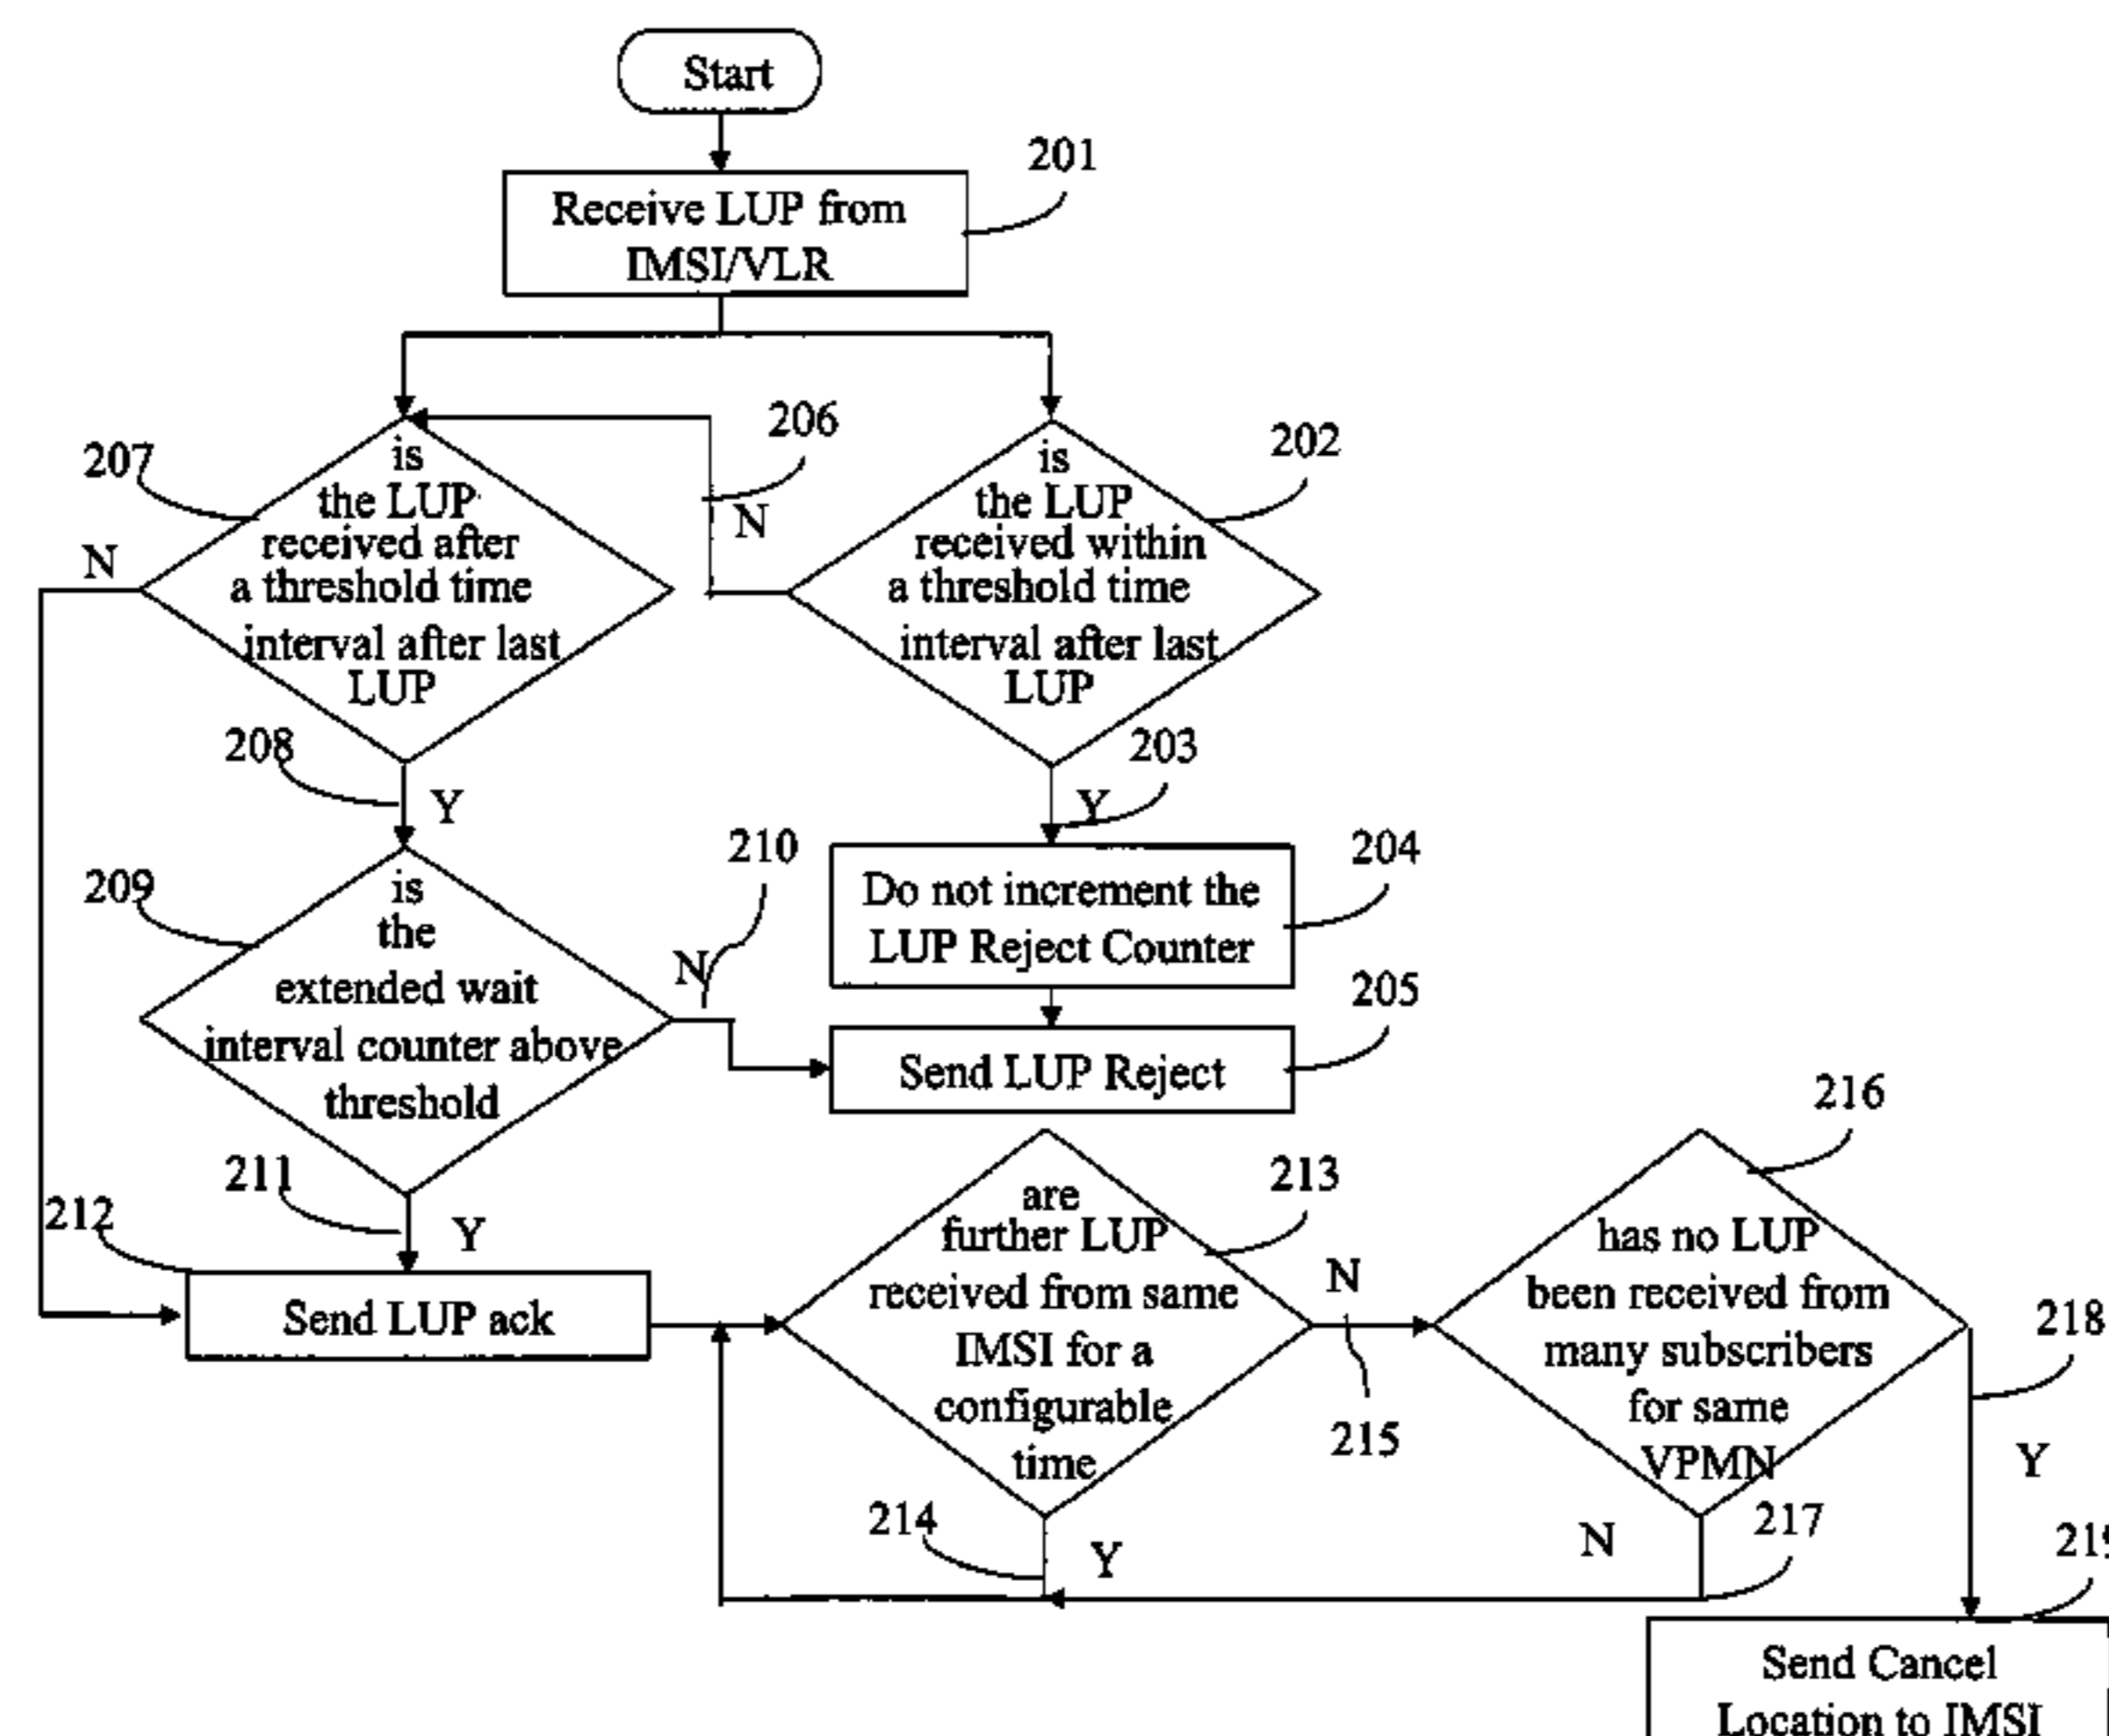 Start
201
Receive LUP from
IMSI/VLR
206
202
207
is
the LUP
received after
a threshold time
interval after last
LUP
N
N
is
the LUP
received within
a threshold time
interval after last
LUP
208
Y
203
Y
210
204
209
is
the
extended wait
interval counter above
threshold
N
Do not increment the
LUP Reject Counter
205
Send LUP Reject
216
211
Y
212
213
Send LUP ack
are
further LUP
received from same
IMSI for a
configurable
time
N
215
has no LUP
been received from
many subscribers
for same
VPMN
218
Y
214
Y
N
217
Send Cancel
Location to IMSI